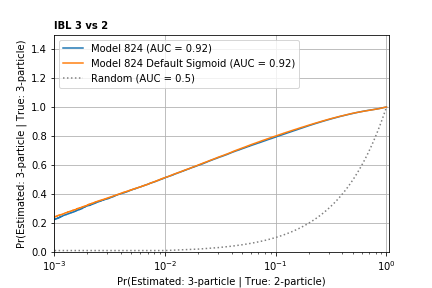 IBL 3 vs 2
Model 824 (AUC = 0.92)
Model 824 Default Sigmoid (AUC = 0.92)
Random (AUC = 0.5)
Pr(Estimated: 3-particle | True: 3-particle)
1.4
1.2
1.0
0.8
0.6
0.4
0.2
0.0
10⁻³
10⁻²
10⁻¹
10⁰
Pr(Estimated: 3-particle | True: 2-particle)